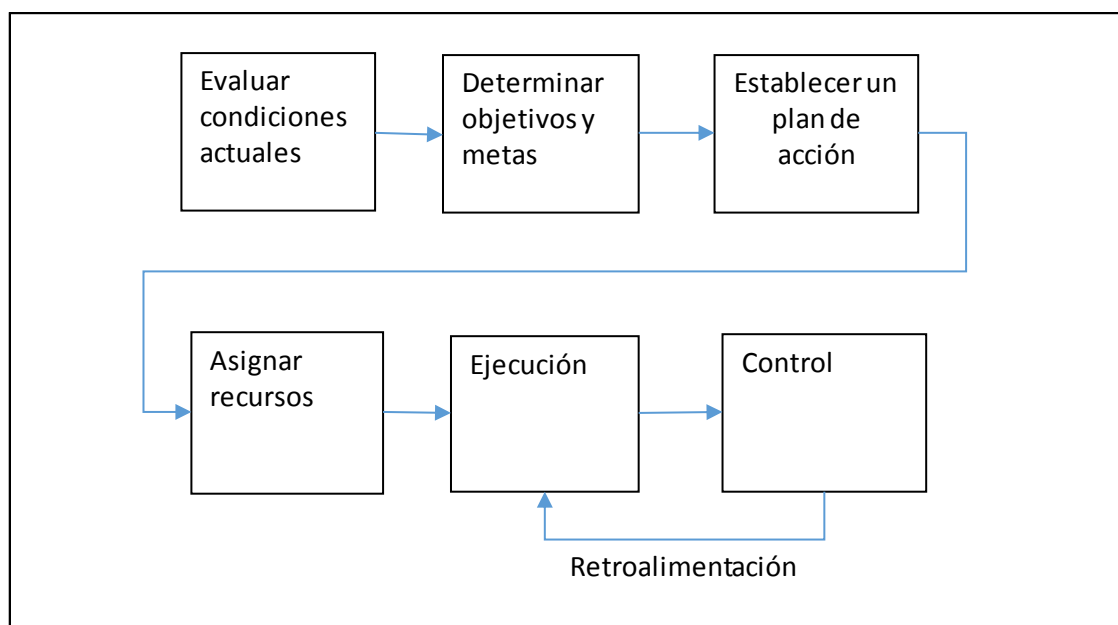 Evaluar
condiciones
actuales
Determinar
objetivos y
metas
Establecer un
plan de
acción
Asignar
recursos
Ejecución
Control
Retroalimentación